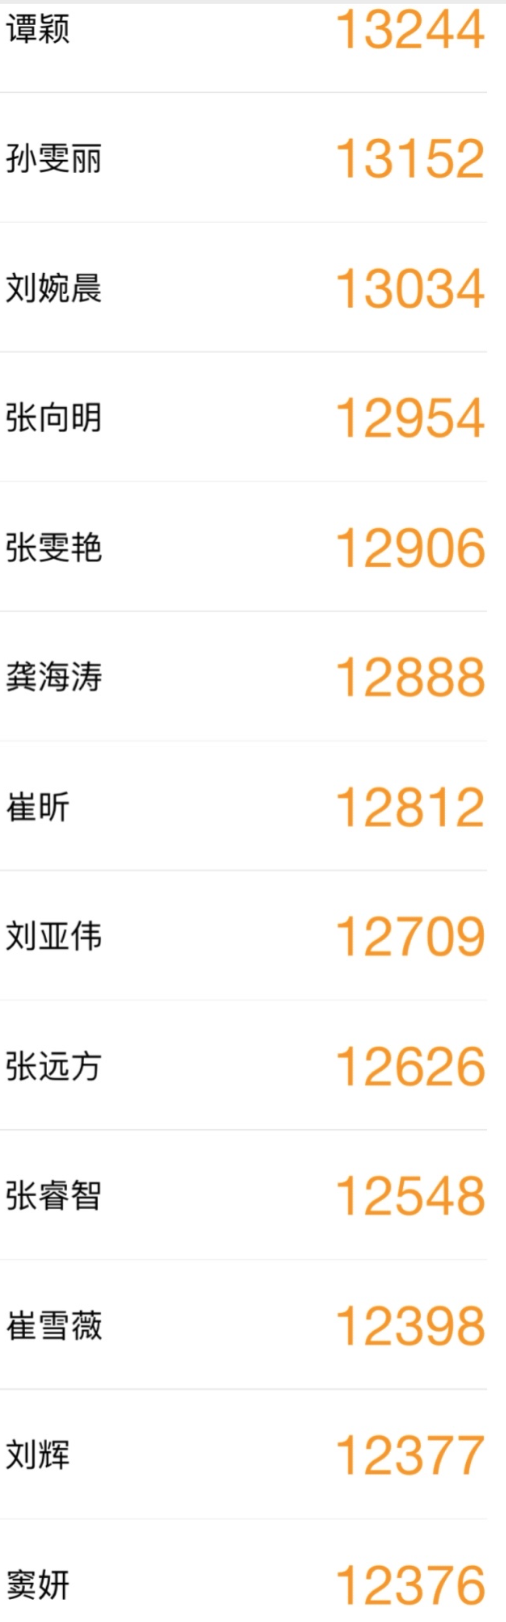 谭颖 13244
孙雯丽 13152
刘婉晨 13034
张向明 12954
张雯艳 12906
龚海涛 12888
崔昕 12812
刘亚伟 12709
张远方 12626
张睿智 12548
崔雪薇 12398
刘辉 12377
窦妍 12376